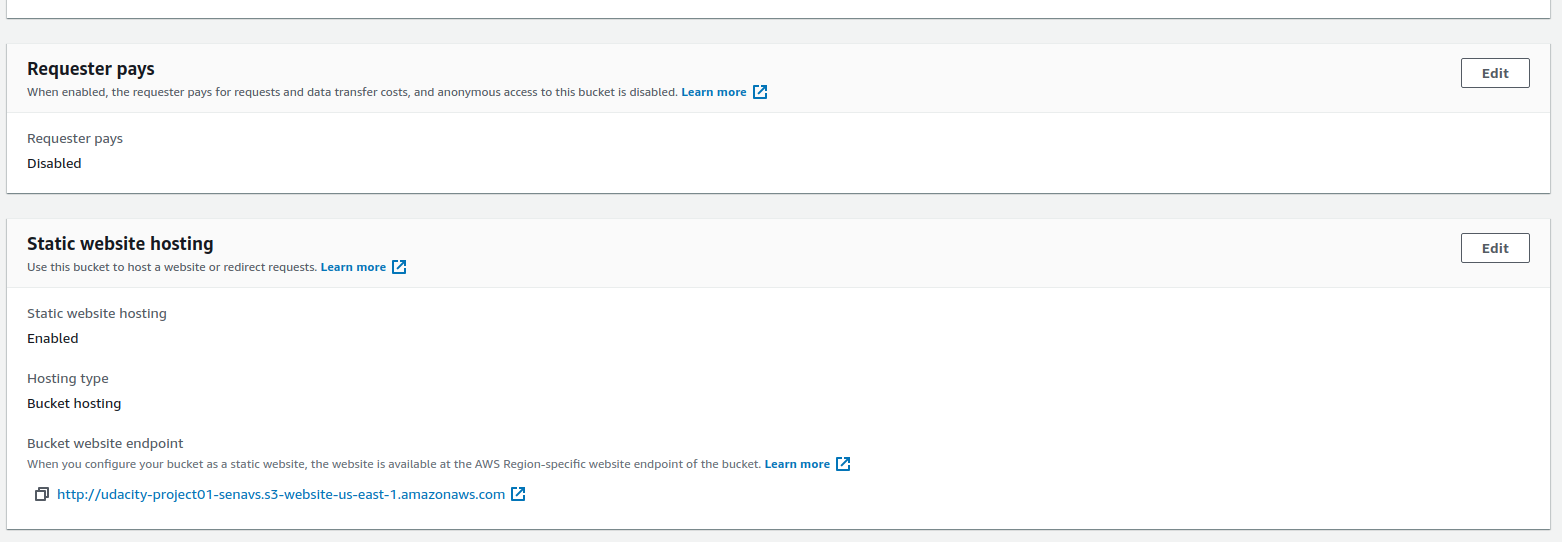 Requester pays
Edit
When enabled, the requester pays for requests and data transfer costs, and anonymous access to this bucket is disabled. Learn more
Requester pays
Disabled
Static website hosting
Edit
Use this bucket to host a website or redirect requests. Learn more
Static website hosting
Enabled
Hosting type
Bucket hosting
Bucket website endpoint
When you configure your bucket as a static website, the website is available at the AWS Region-specific website endpoint of the bucket. Learn more
http://udacity-project01-senavs.s3-website-us-east-1.amazonaws.com